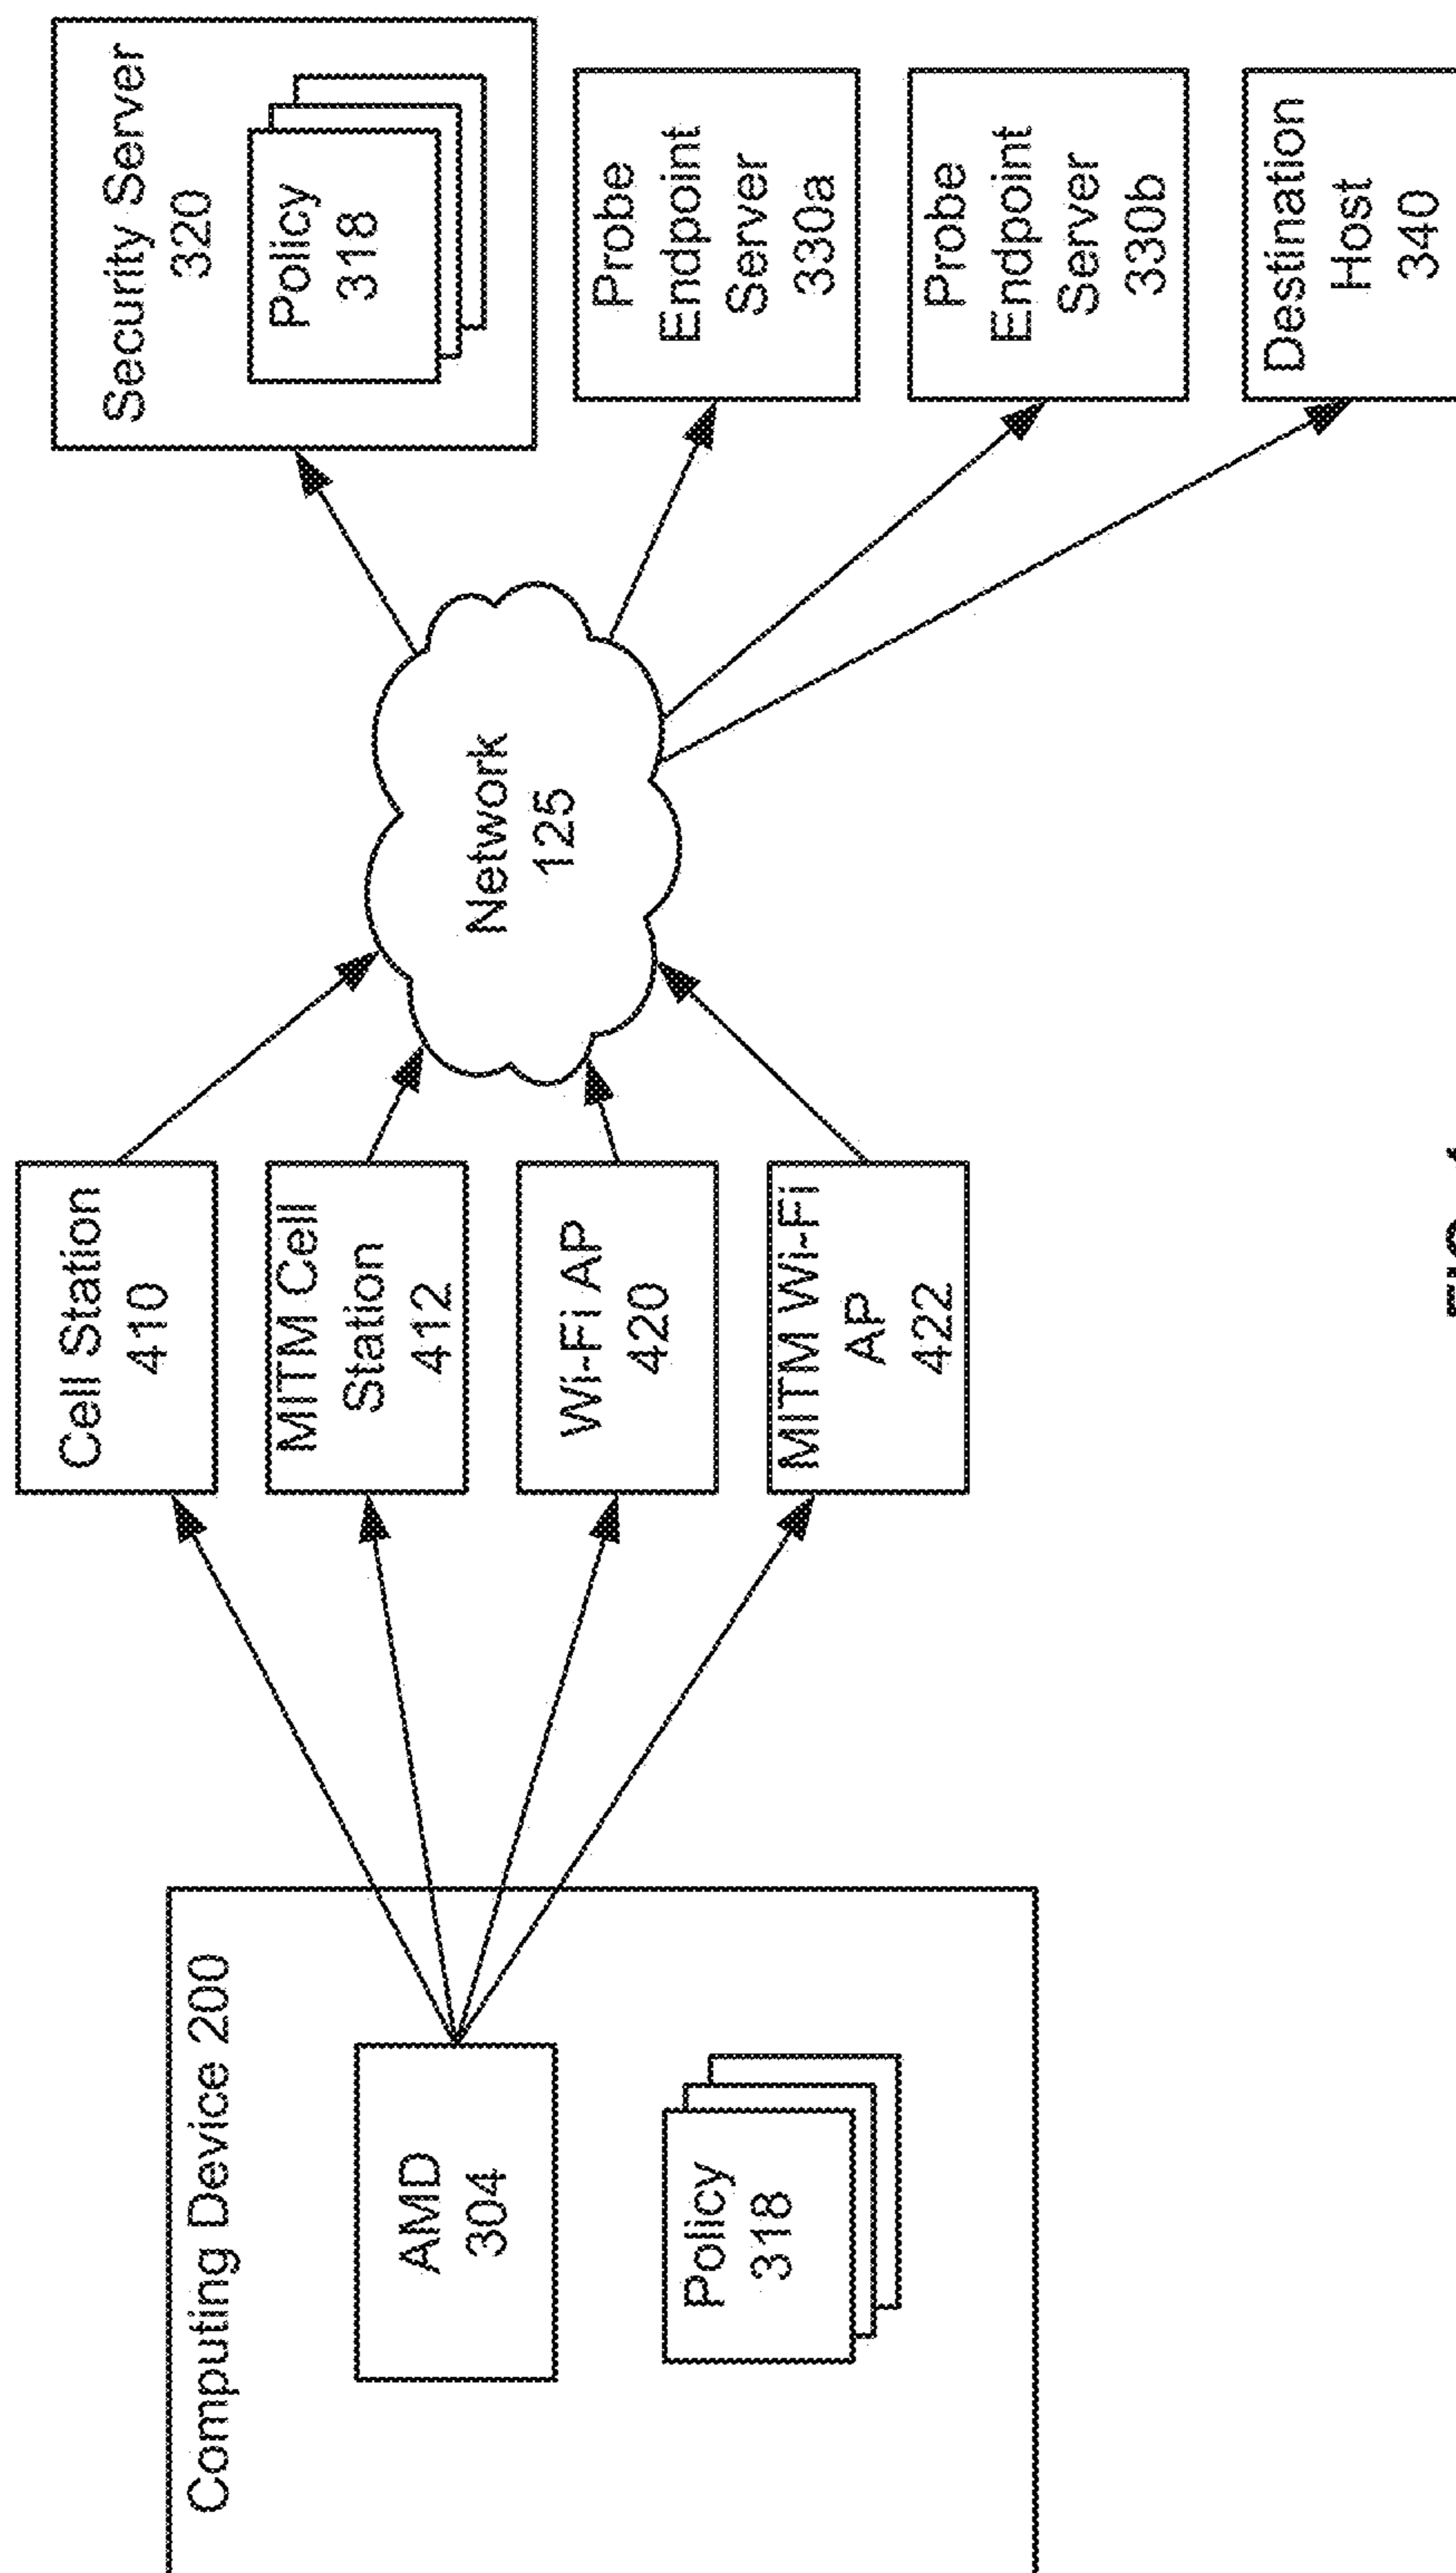 Computing Device 200
AMD
304
Policy
318
Cell Station
410
MITM Cell
Station
412
Wi-Fi AP
420
MITM Wi-Fi
AP
422
Network
125
Security Server
320
Policy
318
Probe
Endpoint
Server
330a
Probe
Endpoint
Server
330b
Destination
Host
340